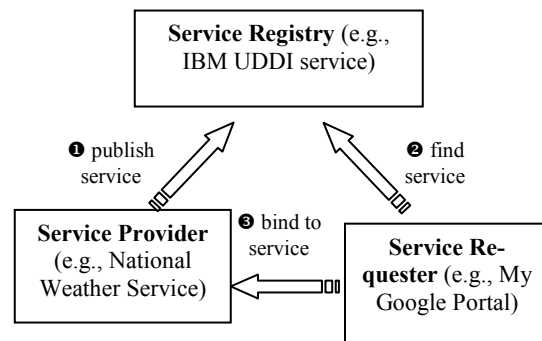 Service Registry (e.g.,
IBM UDDI service)
❶ publish
service
❷ find
service
❸ bind to
service
Service Provider
(e.g., National
Weather Service)
Service Re-
quester (e.g., My
Google Portal)